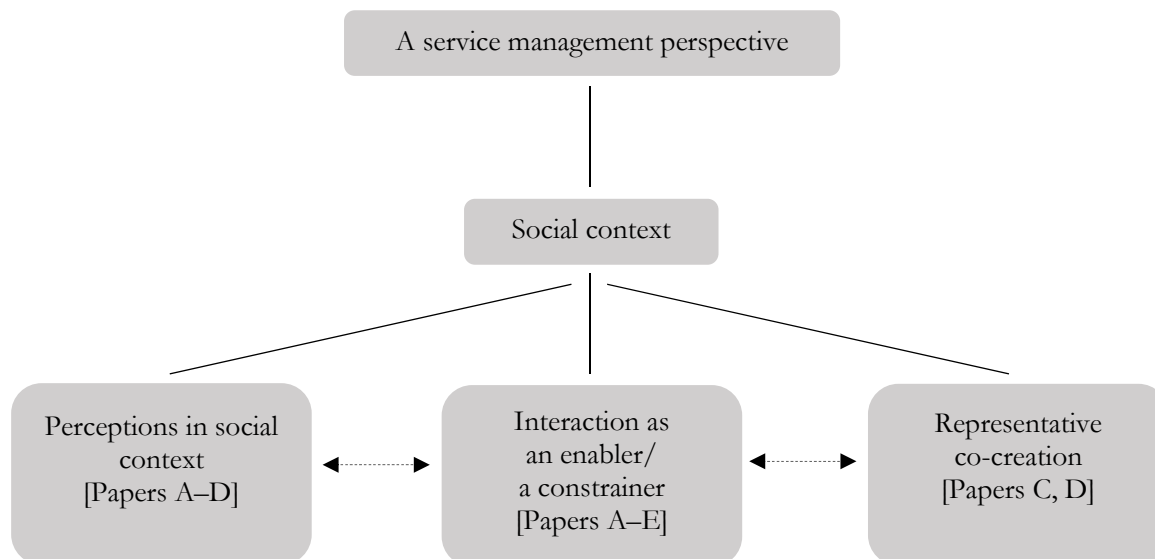 A service management perspective
Social context
Perceptions in social
context
[Papers A–D]
Interaction as
an enabler/
a constrainer
[Papers A–E]
Representative
co-creation
[Papers C, D]